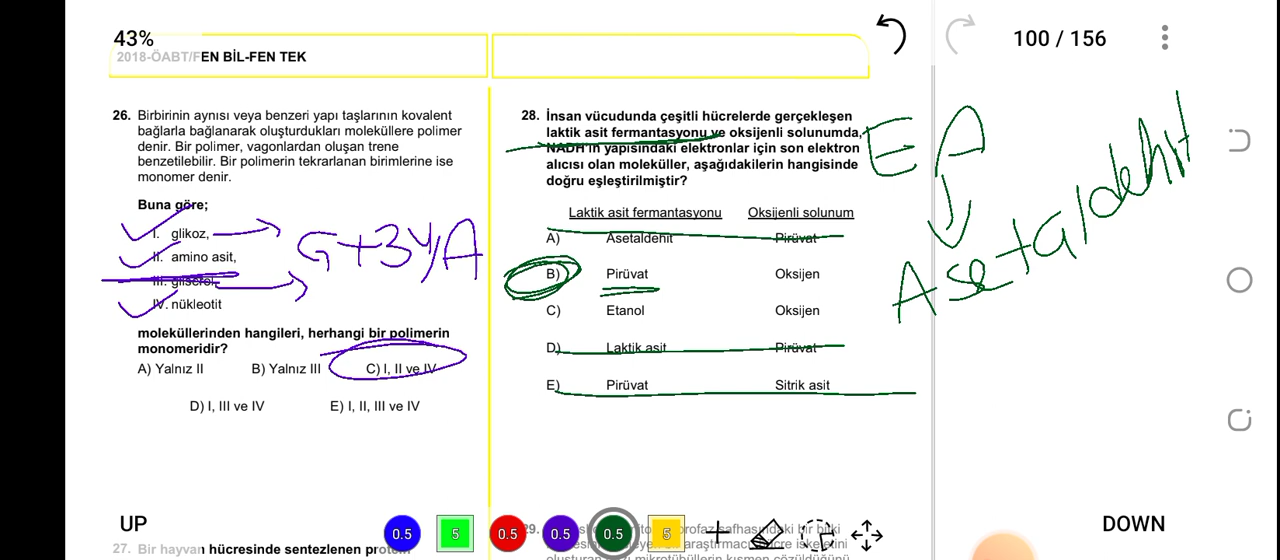 43%
2018-ÖABT/FEN BİL-FEN TEK
100 / 156
26. Birbirinin aynısı veya benzeri yapı taşlarının kovalent
bağlarla bağlanarak oluşturdukları moleküllere polimer
denir. Bir polimer, vagonlardan oluşan trene
benzetilebilir. Bir polimerin tekrarlanan birimlerine ise
monomer denir.
Buna göre;
I. glikoz,
II. amino asit,
III. gliserol,
IV. nükleotit
G+3YA
moleküllerinden hangileri, herhangi bir polimerin
monomeridir?
A) Yalnız II B) Yalnız III C) I, II ve IV
D) I, III ve IV E) I, II, III ve IV
UP
27. Bir hayvan hücresinde sentezlenen protein
28. İnsan vücudunda çeşitli hücrelerde gerçekleşen
laktik asit fermantasyonu ve oksijenli solunumda,
NADH'ın yapısındaki elektronlar için son elektron
alıcısı olan moleküller, aşağıdakilerin hangisinde
doğru eşleştirilmiştir?
Laktik asit fermantasyonu Oksijenli solunum
A) Asetaldehit Pirüvat
B) Pirüvat Oksijen
C) Etanol Oksijen
D) Laktik asit Pirüvat
E) Pirüvat Sitrik asit
E A
Asetaldehit
0.5 5 0.5 0.5 0.5 5
29.
profaz safhasındaki bir bitki
DOWN